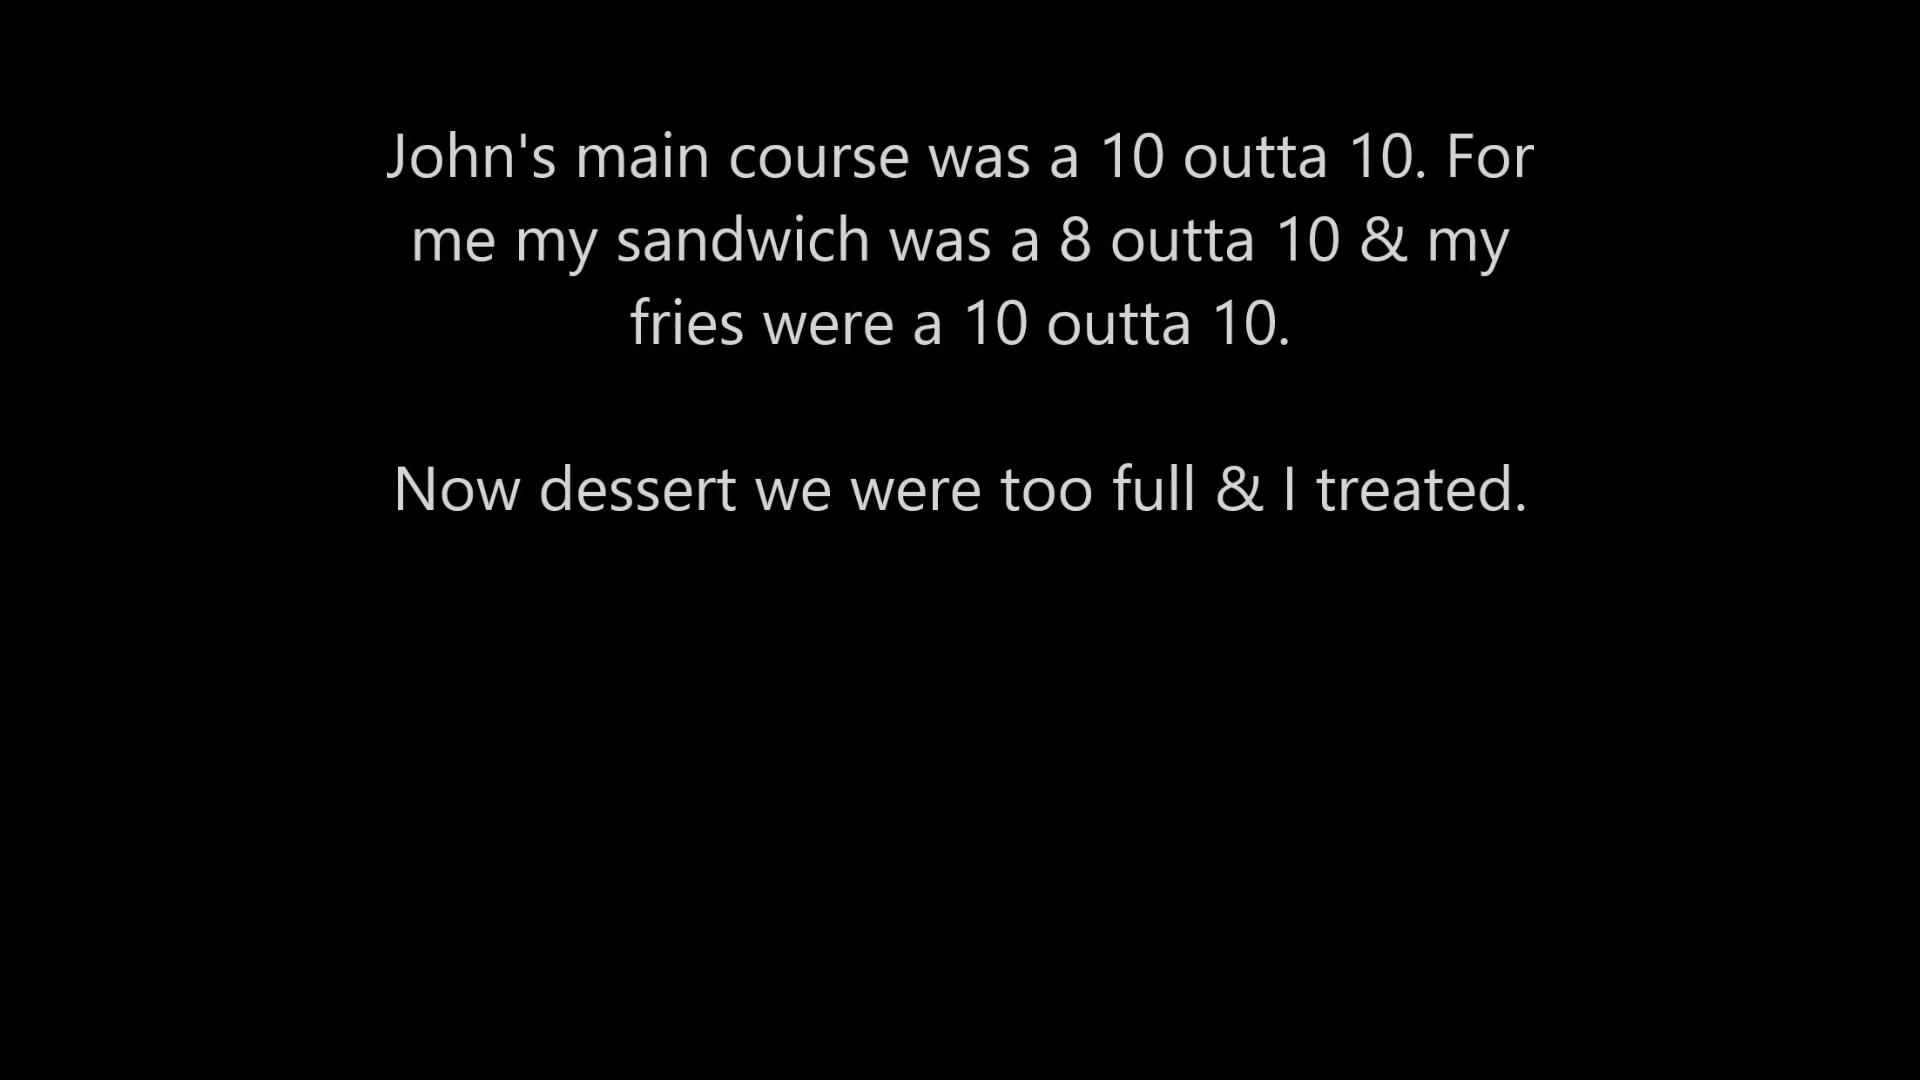 John's main course was a 10 outta 10. For
me my sandwich was a 8 outta 10 & my
fries were a 10 outta 10.
Now dessert we were too full & I treated.